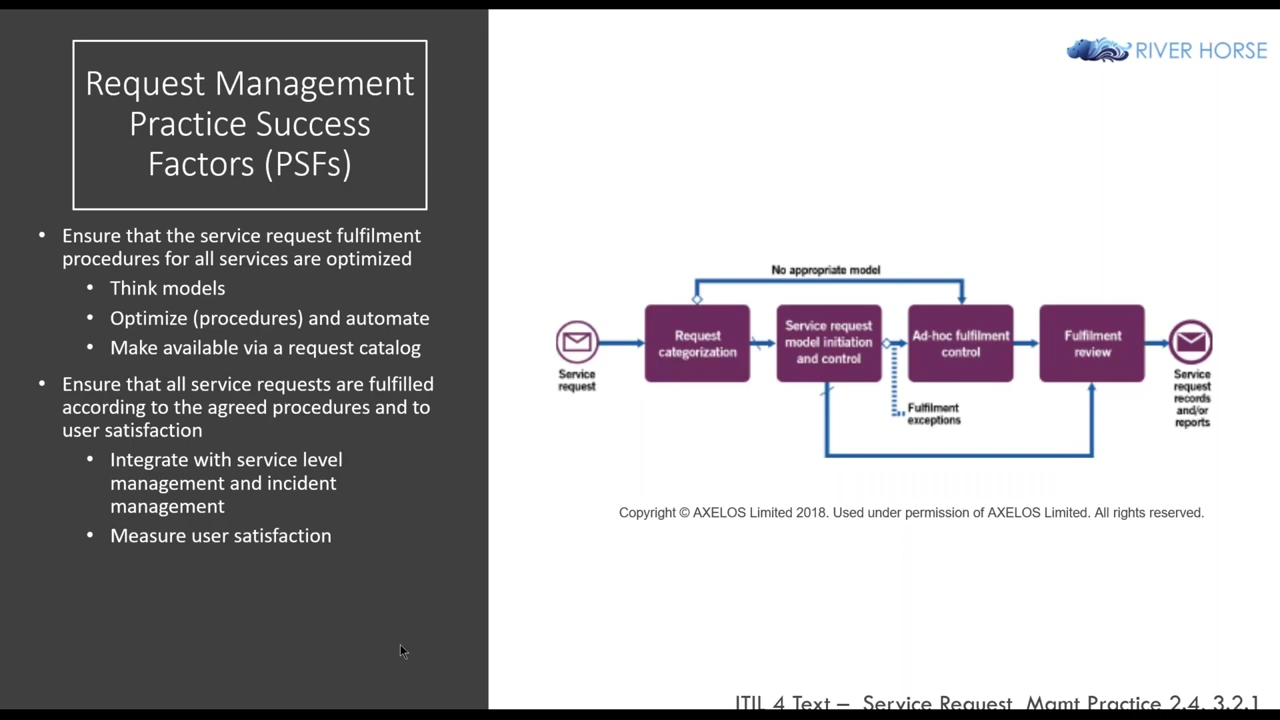 Request Management
Practice Success
Factors (PSFs)
• Ensure that the service request fulfilment
procedures for all services are optimized
• Think models
• Optimize (procedures) and automate
• Make available via a request catalog
• Ensure that all service requests are fulfilled
according to the agreed procedures and to
user satisfaction
• Integrate with service level
management and incident
management
• Measure user satisfaction
RIVER HORSE
No appropriate model
Service
request
Request
categorization
Service request
model initiation
and control
Ad-hoc fulfilment
control
Fulfilment
review
Fulfilment
exceptions
Service
request
records
and/or
reports
Copyright © AXELOS Limited 2018. Used under permission of AXELOS Limited. All rights reserved.
ITIL 4 Text – Service Request Mgmt Practice 2.4, 3.2.1